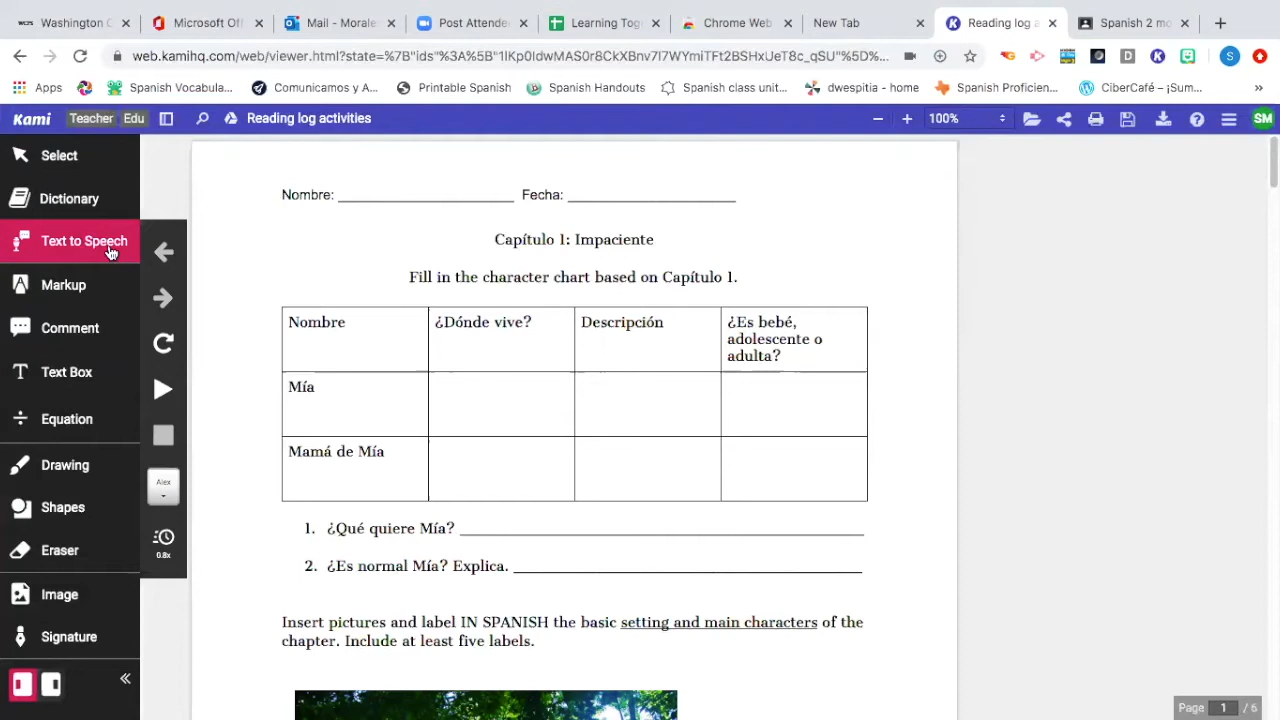 Washington C
Microsoft Off
Mail - Morale
Post Attende
Learning Tog
Chrome Web
New Tab
Reading log a
Spanish 2 mo
web.kamihq.com/web/viewer.html?state=%7B"ids"%3A%5B"1lKp0ldwMAS0r8CkXBnv7l7WYmiTFt2BSHxUeT8c_qSU"%5D%...
Apps
Spanish Vocabula...
Comunicamos y A...
Printable Spanish
Spanish Handouts
Spanish class unit...
dwespitia - home
Spanish Proficien...
CiberCafé – ¡Sum...
»
Kami Teacher Edu
Reading log activities
100%
SM
Select
Dictionary
Text to Speech
Markup
Comment
Text Box
Equation
Drawing
Shapes
Eraser
Image
Signature
Alex
0.8x
Nombre: ____________________ Fecha: ____________________
Capítulo 1: Impaciente
Fill in the character chart based on Capítulo 1.
Nombre ¿Dónde vive? Descripción ¿Es bebé,
adolescente o
adulta?
Mía
Mamá de Mía
1. ¿Qué quiere Mía? ____________________
2. ¿Es normal Mía? Explica. ____________________
Insert pictures and label IN SPANISH the basic setting and main characters of the
chapter. Include at least five labels.
Page 1 / 6